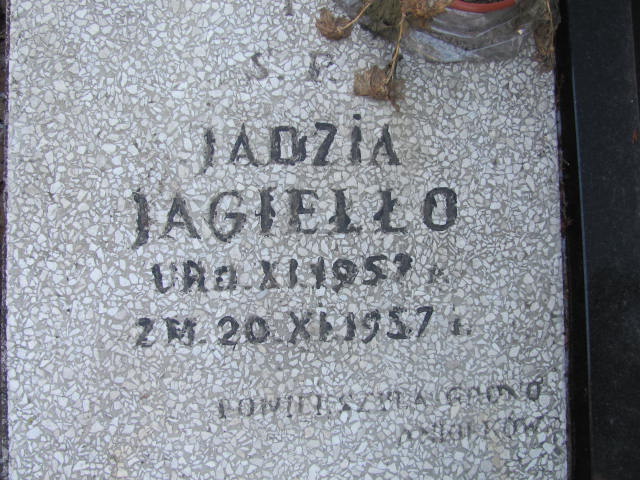 Ś. P.
JADZIA
JAGIEŁŁO
UR. XI.1957 r.
ZM. 20.XI.1957 r.
POWIĘKSZYŁA GRONO
ANIOŁKÓW